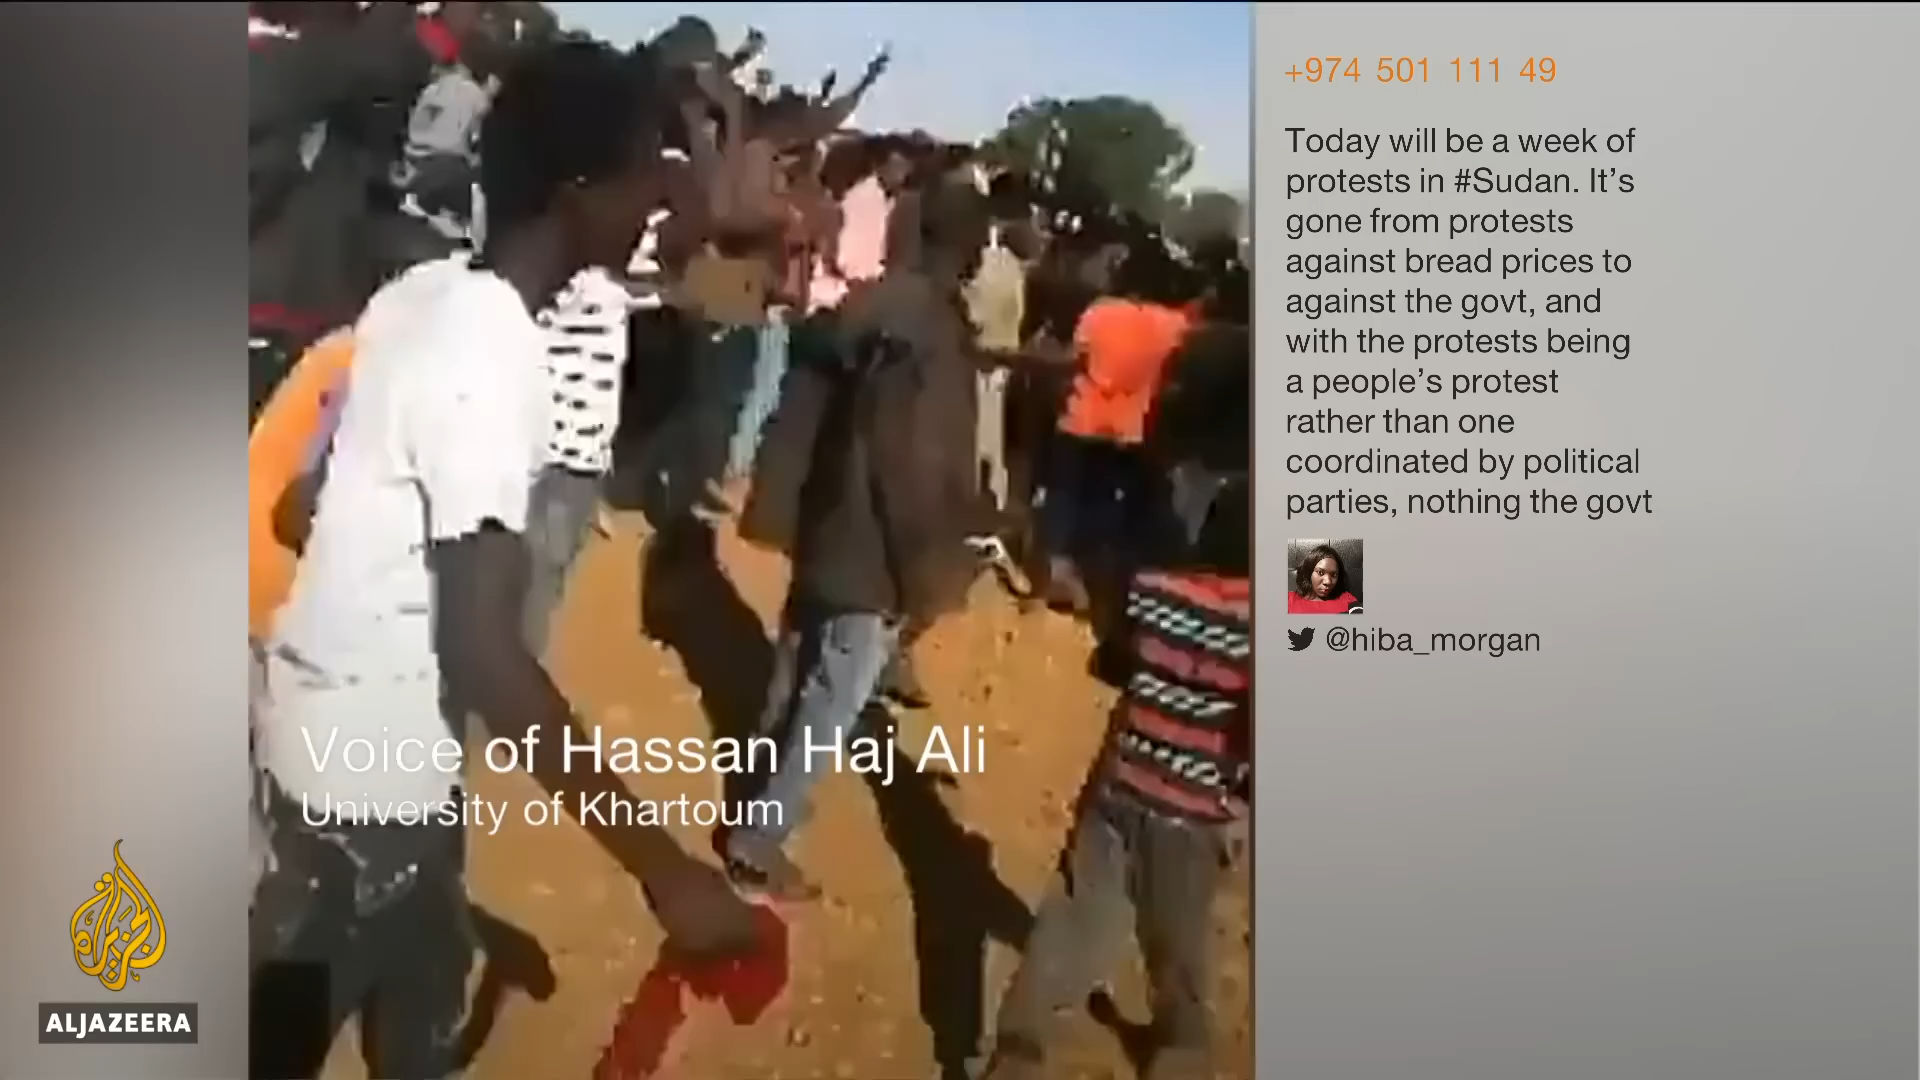 +974 501 111 49
Today will be a week of
protests in #Sudan. It's
gone from protests
against bread prices to
against the govt, and
with the protests being
a people's protest
rather than one
coordinated by political
parties, nothing the govt
@hiba_morgan
Voice of Hassan Haj Ali
University of Khartoum
الجزيرة
ALJAZEERA